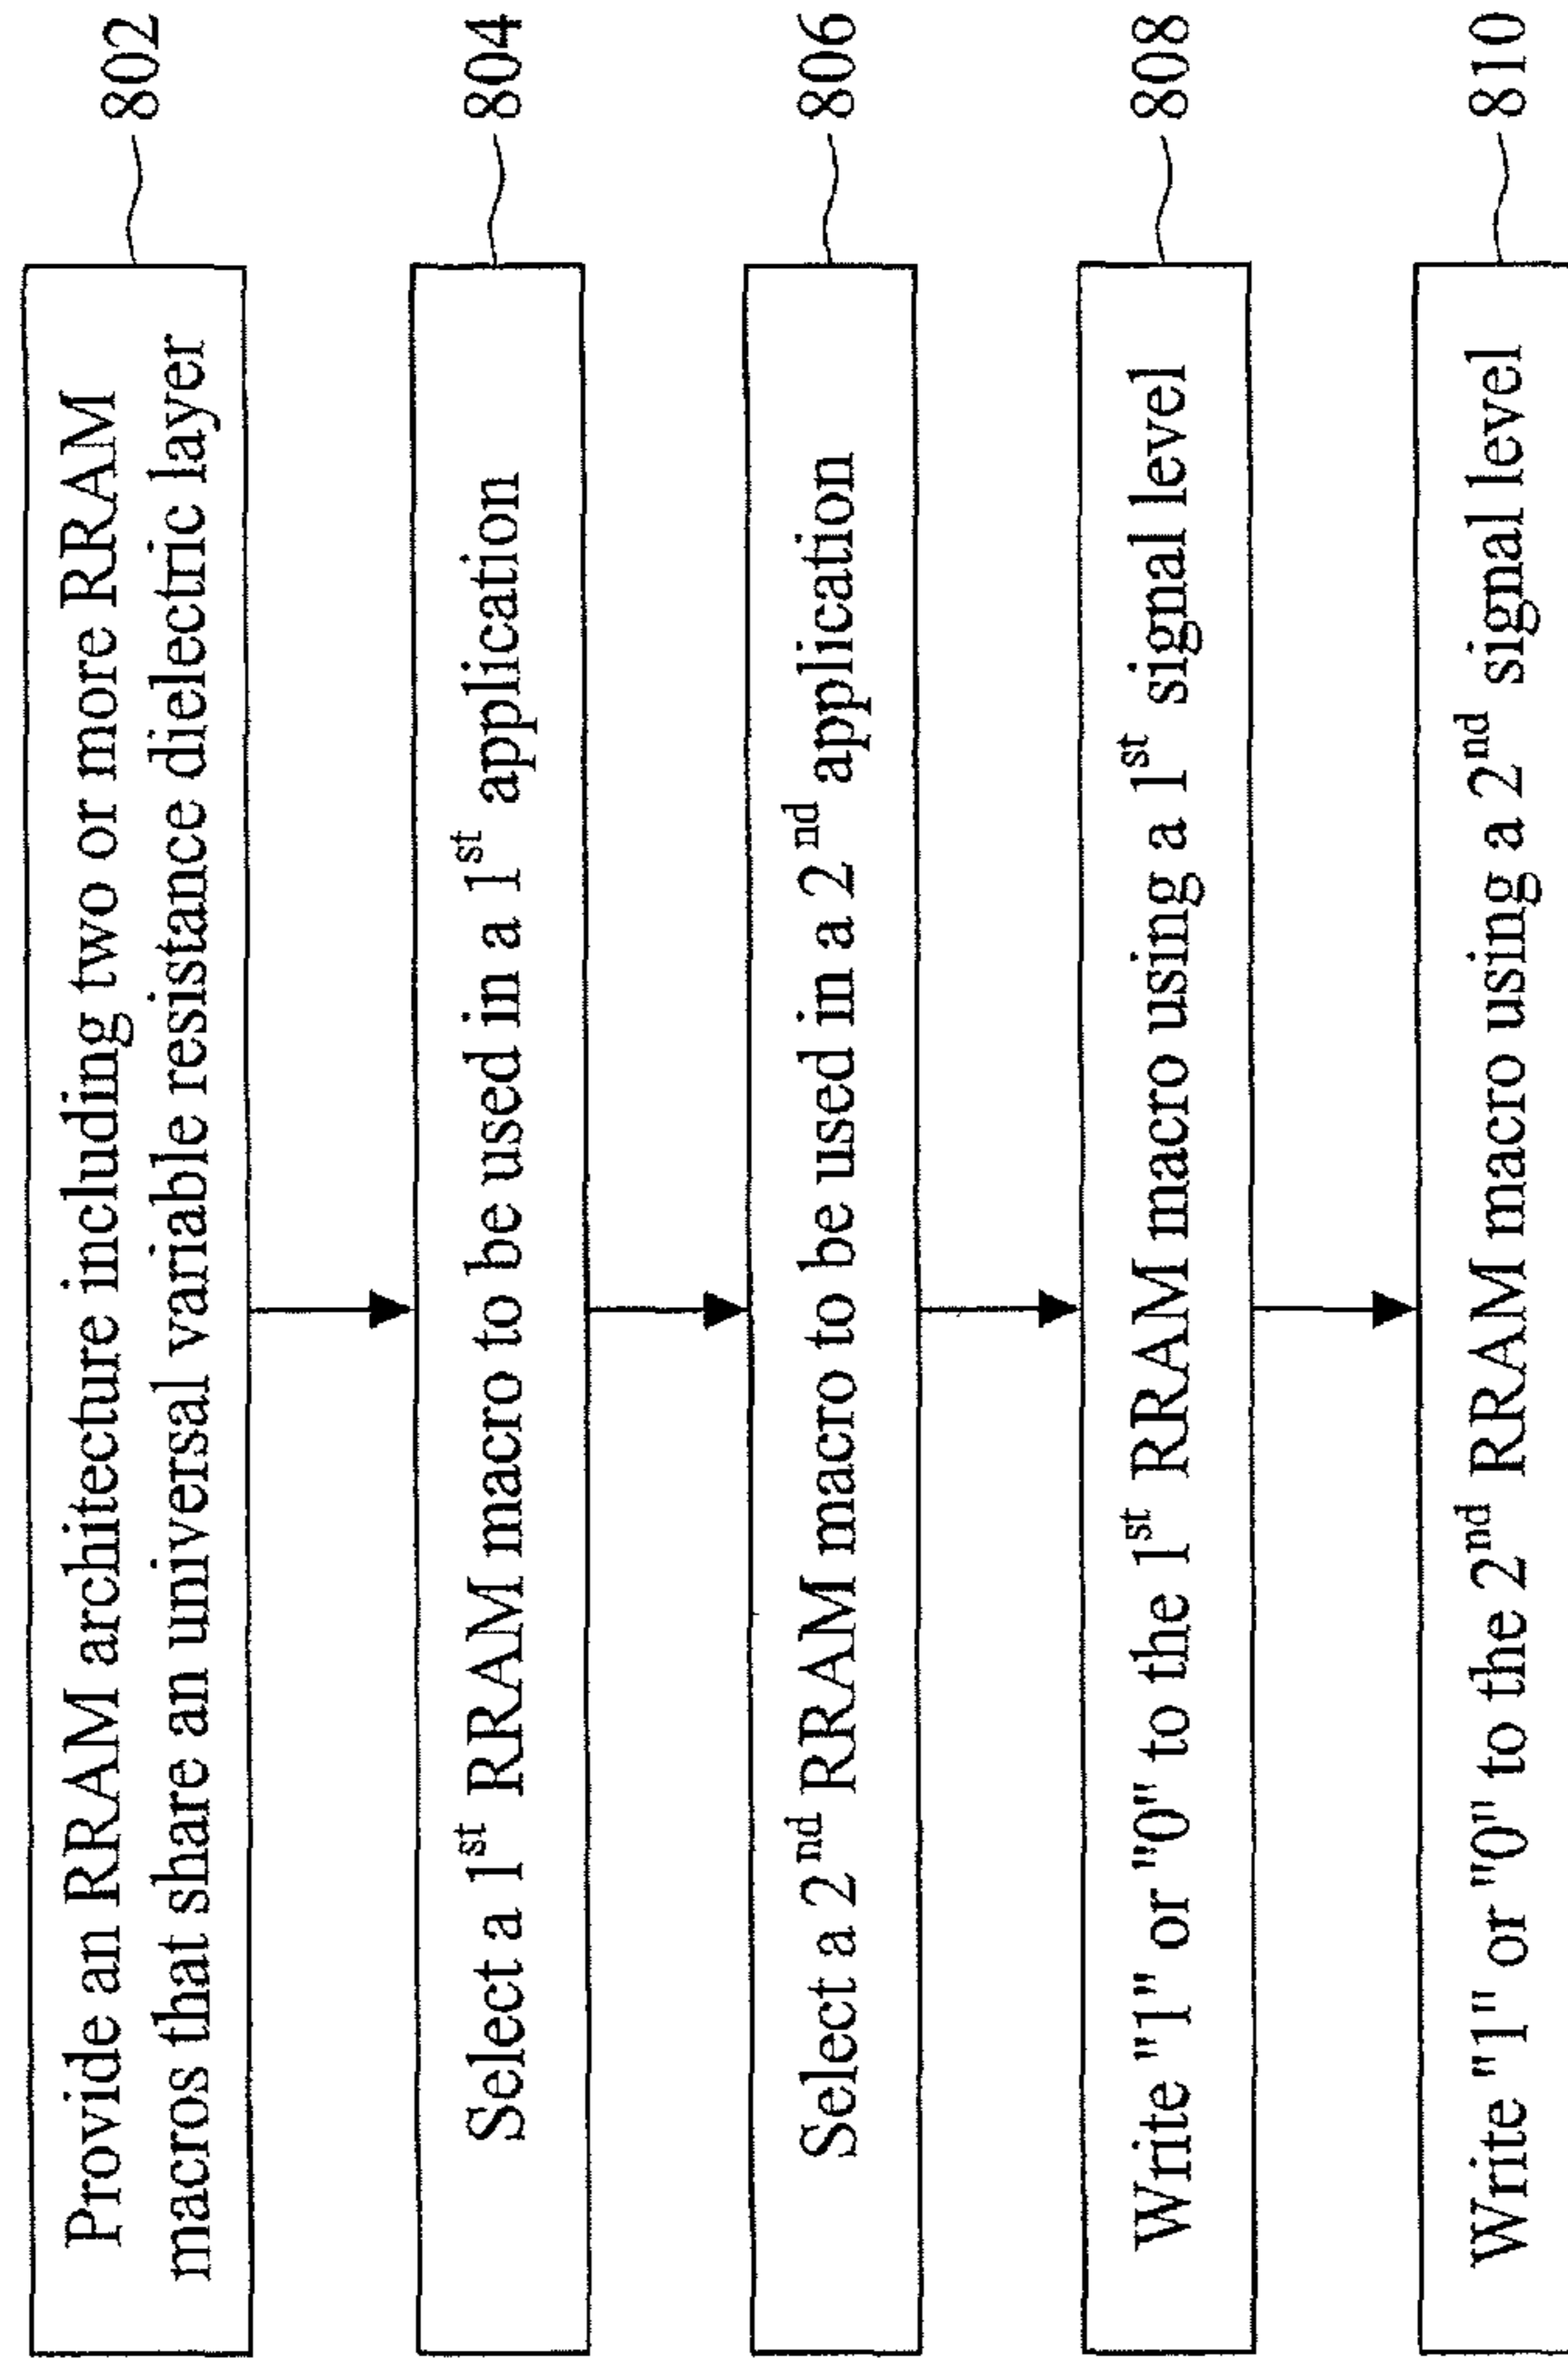 Provide an RRAM architecture including two or more RRAM
macros that share an universal variable resistance dielectric layer
802
Select a 1st RRAM macro to be used in a 1st application
804
Select a 2nd RRAM macro to be used in a 2nd application
806
Write "1" or "0" to the 1st RRAM macro using a 1st signal level
808
Write "1" or "0" to the 2nd RRAM macro using a 2nd signal level
810